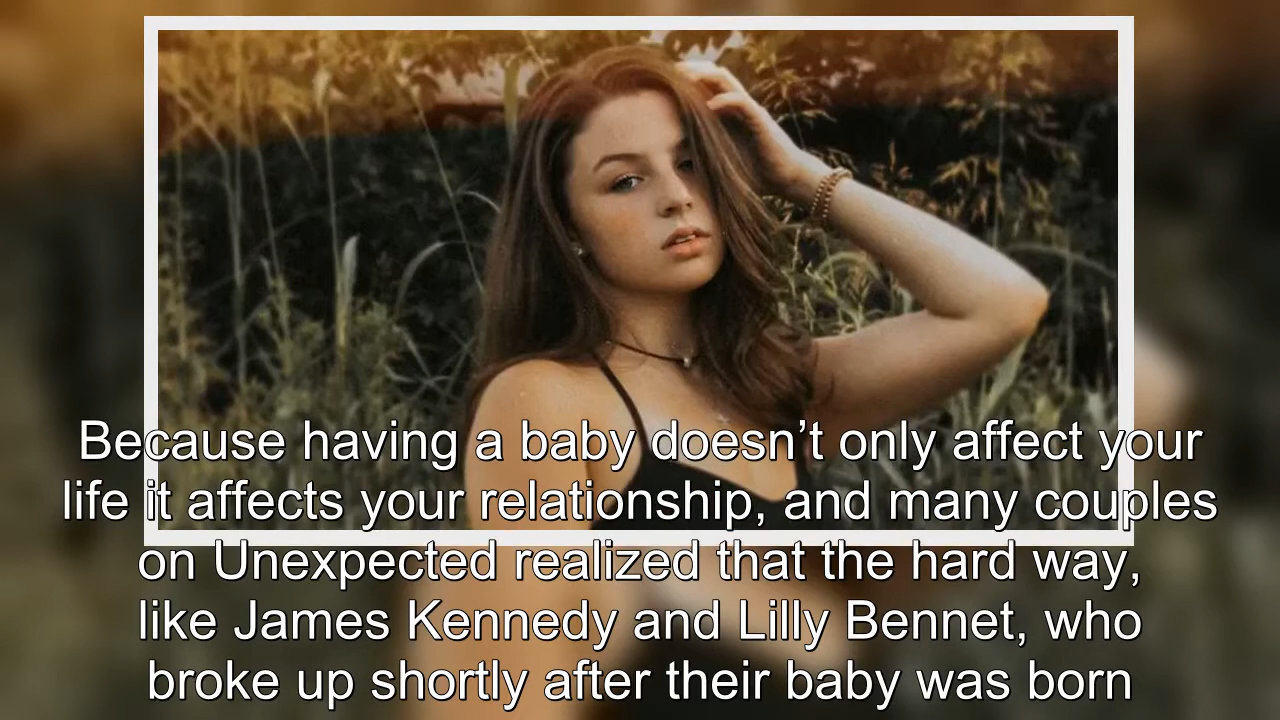 Because having a baby doesn’t only affect your
life it affects your relationship, and many couples
on Unexpected realized that the hard way,
like James Kennedy and Lilly Bennet, who
broke up shortly after their baby was born